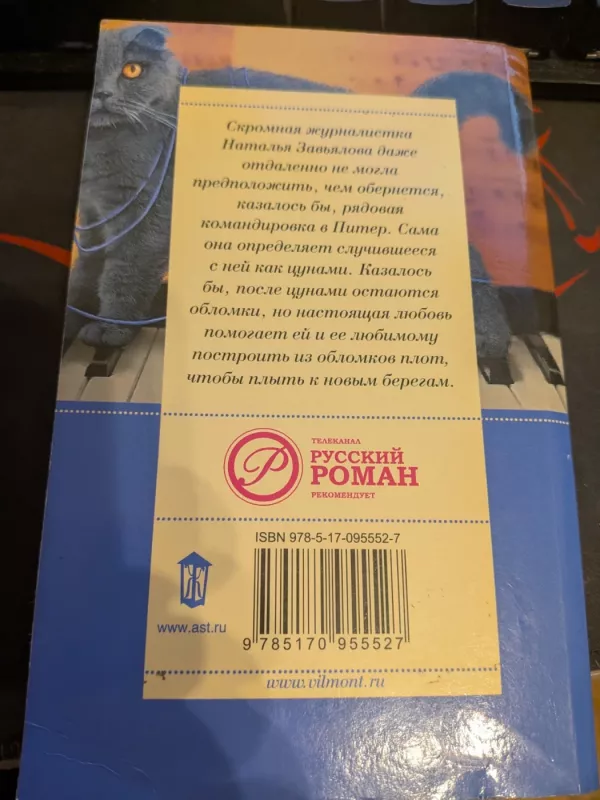 Скромная журналистка
Наталья Завьялова даже
отдаленно не могла
предположить, чем обернется,
казалось бы, рядовая
командировка в Питер. Сама
она определяет случившееся
с ней как цунами. Казалось
бы, после цунами остаются
обломки, но настоящая любовь
помогает ей и ее любимому
построить из обломков плот,
чтобы плыть к новым берегам.
ТЕЛЕКАНАЛ
РУССКИЙ
РОМАН
РЕКОМЕНДУЕТ
ISBN 978-5-17-095552-7
www.ast.ru
9 785170 955527
www.vilmont.ru